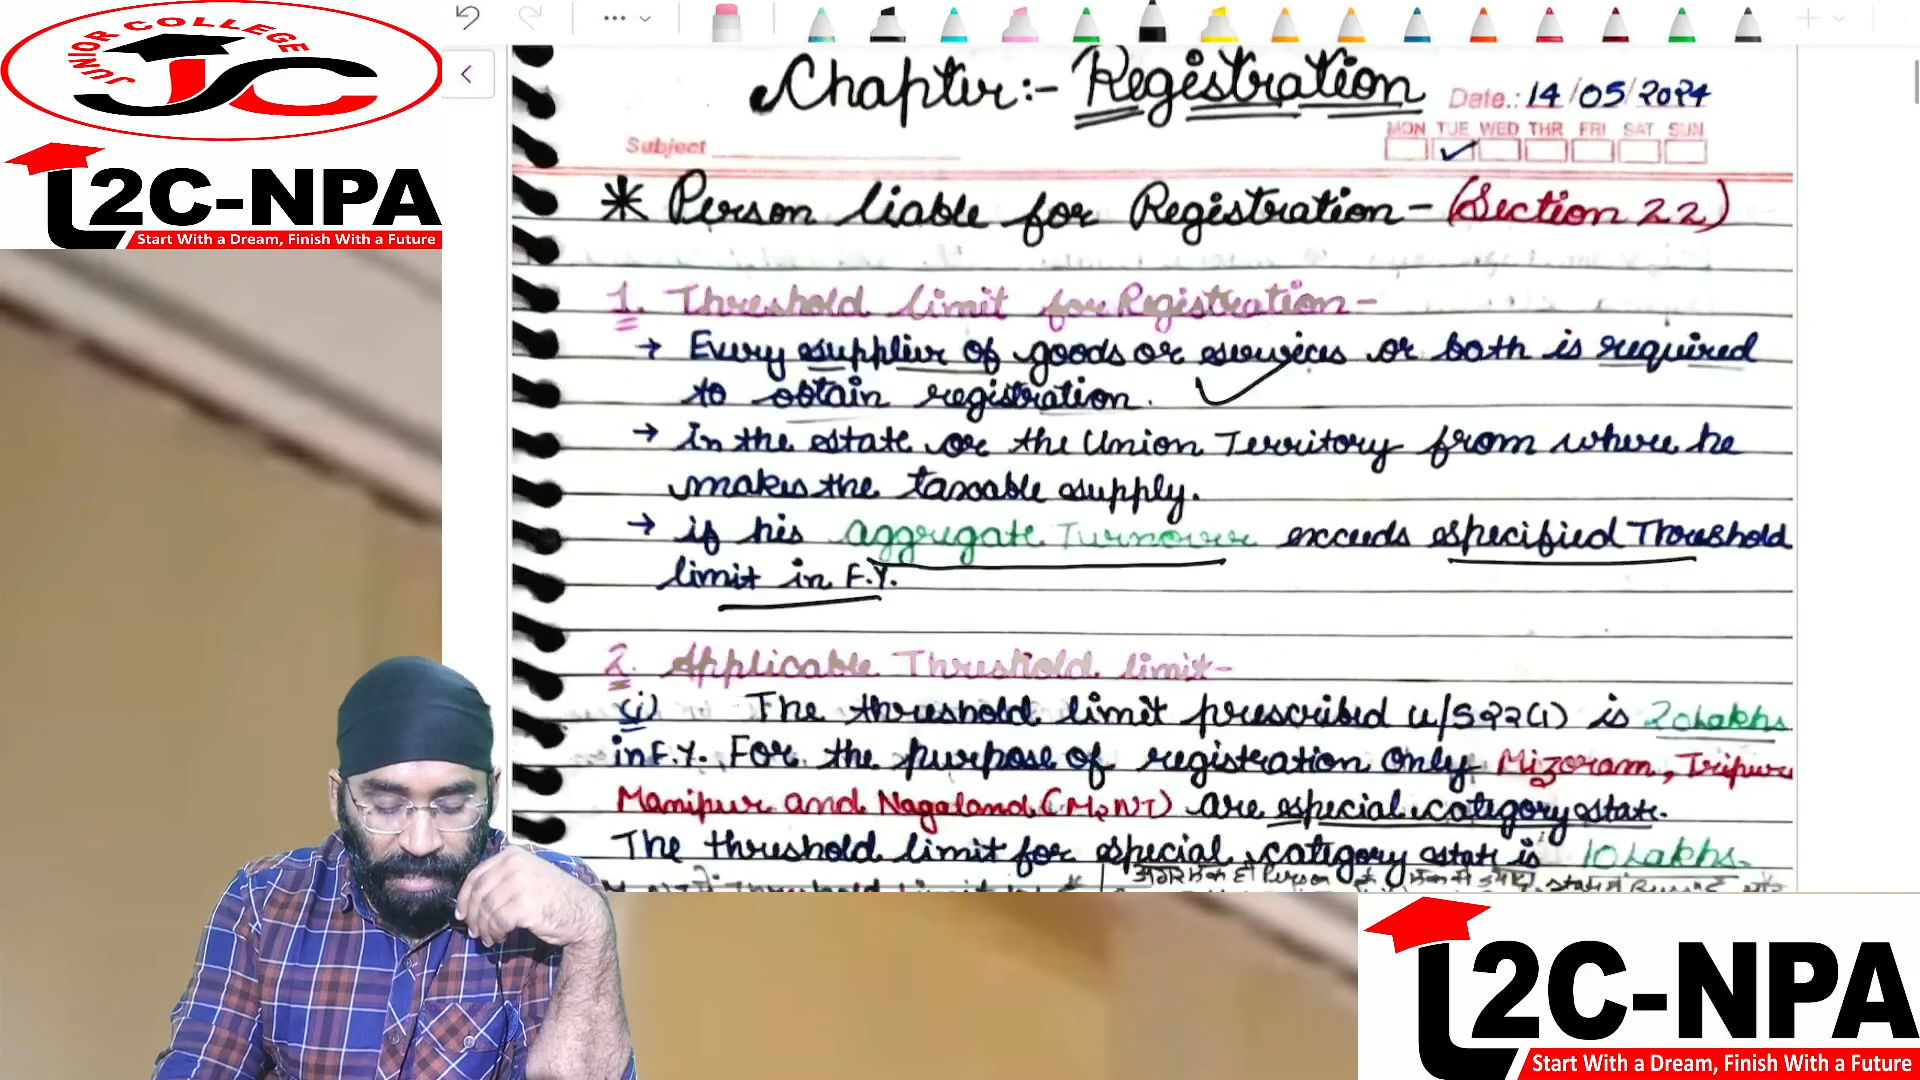 JUNIOR COLLEGE
JC
L2C-NPA
Start With a Dream, Finish With a Future
Chapter:- Registration
Date.: 14/05/2024
MON TUE WED THR FRI SAT SUN
Subject
* Person liable for Registration - (Section 22)
1. Threshold limit for Registration -
→ Every supplier of goods or services or both is required
to obtain registration.
→ In the state or the Union Territory from where he
makes the taxable supply.
→ if his aggregate Turnover exceeds specified Threshold
limit in F.Y.
2. Applicable Threshold limit-
(i) The threshold limit prescribed u/s 22(1) is 20 Lakhs
in F.Y. For the purpose of registration Only Mizoram, Tripura
Manipur and Nagaland (M2NT) are special category state.
The threshold limit for special category state is 10 Lakhs.
L2C-NPA
Start With a Dream, Finish With a Future